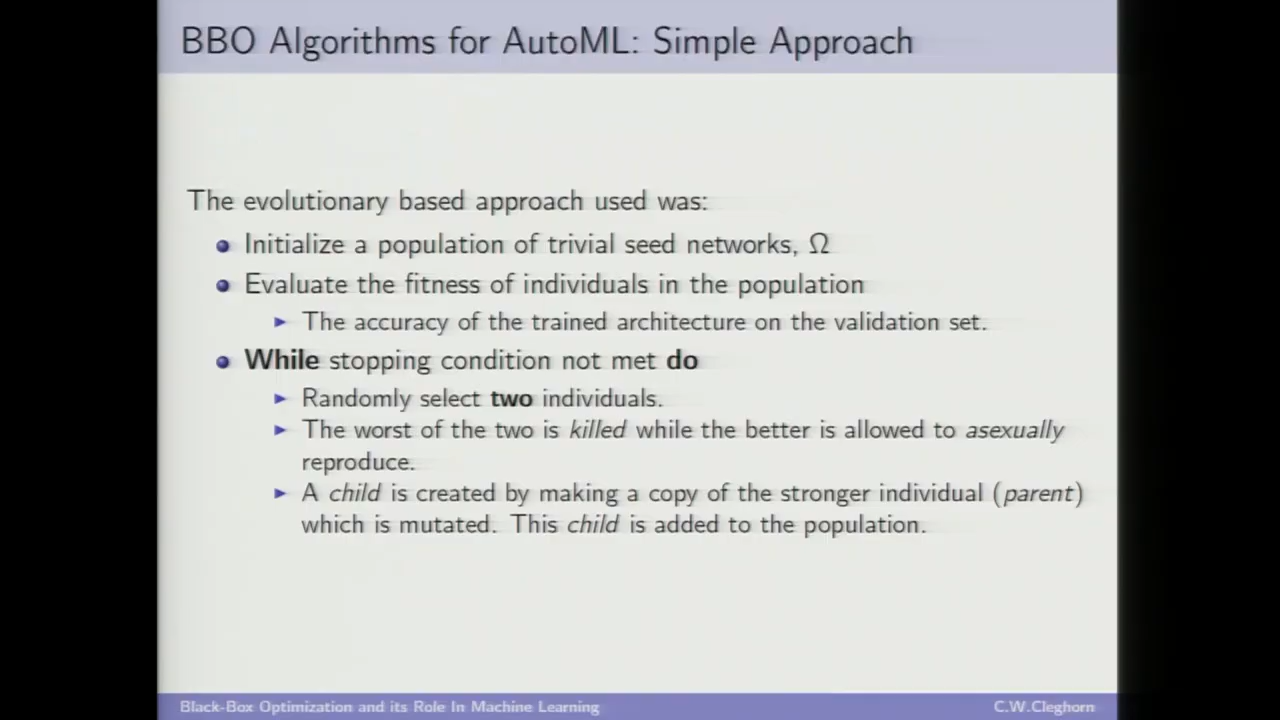 BBO Algorithms for AutoML: Simple Approach
The evolutionary based approach used was:
Initialize a population of trivial seed networks, Ω
Evaluate the fitness of individuals in the population
The accuracy of the trained architecture on the validation set.
While stopping condition not met do
Randomly select two individuals.
The worst of the two is killed while the better is allowed to asexually
reproduce.
A child is created by making a copy of the stronger individual (parent)
which is mutated. This child is added to the population.
Black-Box Optimization and its Role In Machine Learning
C.W.Cleghorn